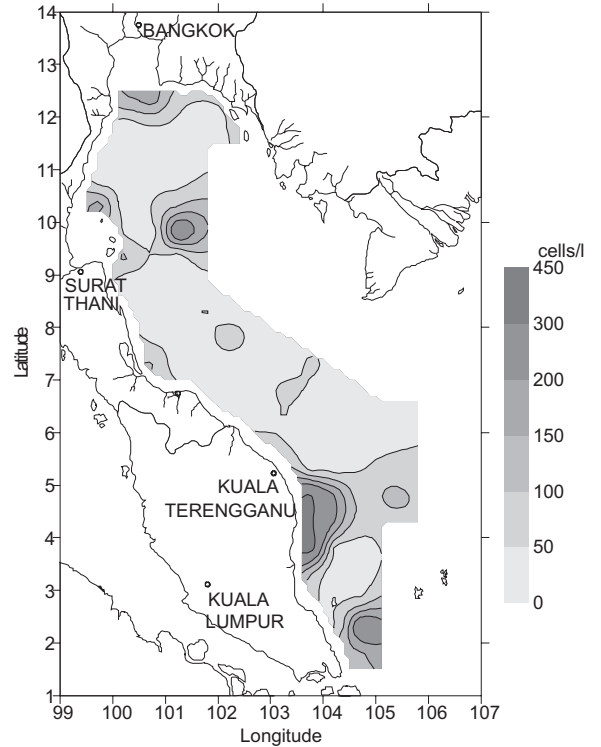 14
13
12
11
10
9
8
7
6
5
4
3
2
1
Latitude
BANGKOK
SURAT
THANI
KUALA
TERENGGANU
KUALA
LUMPUR
99 100 101 102 103 104 105 106 107
Longitude
cells/l
450
300
200
150
100
50
0